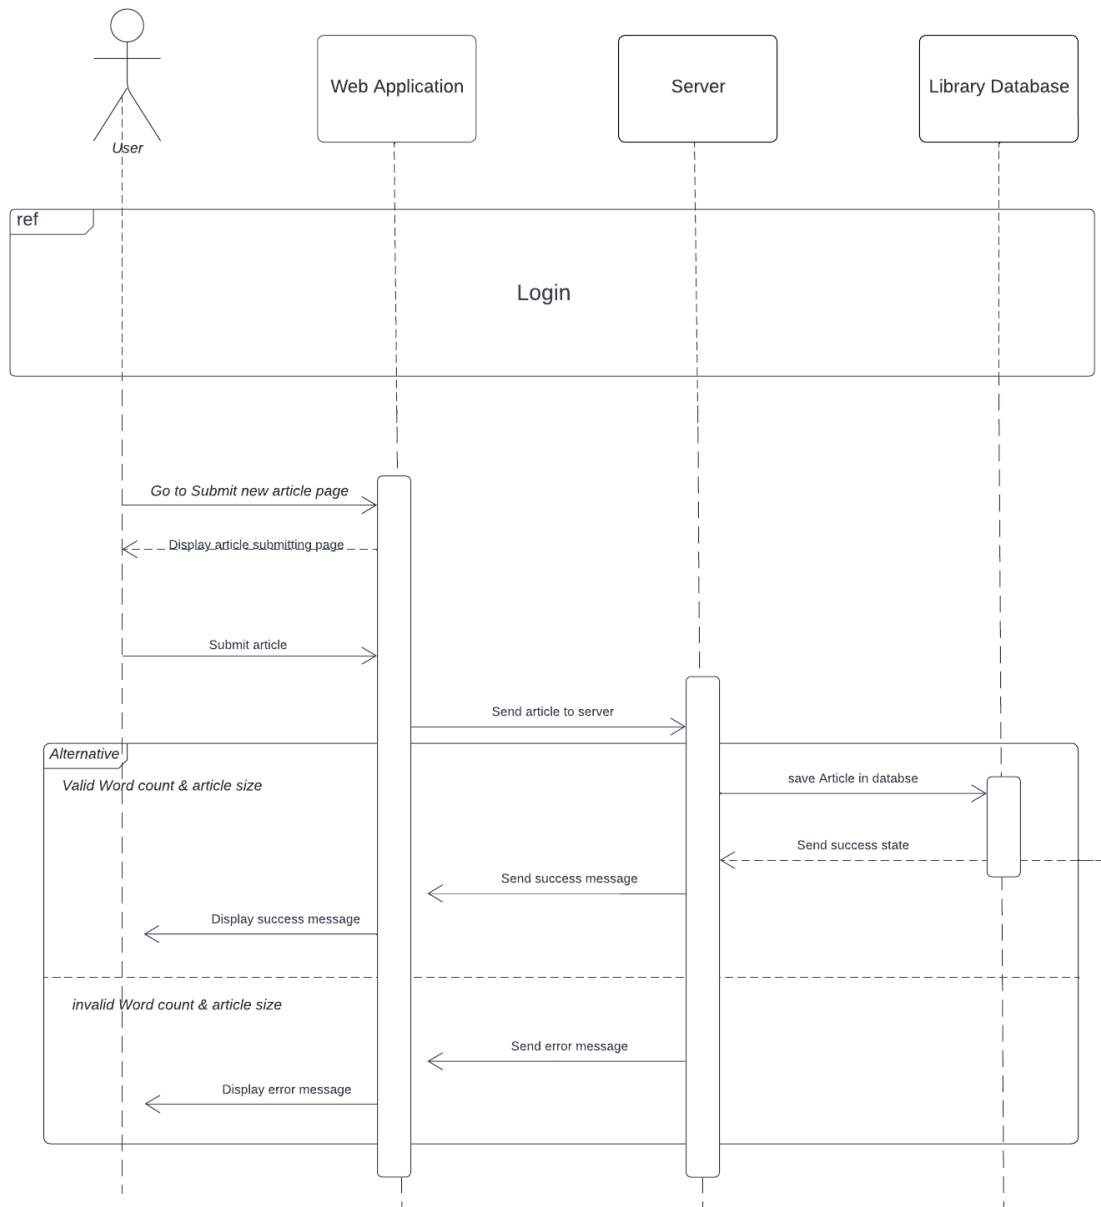 User
Web Application
Server
Library Database
ref
Login
Go to Submit new article page
Display article submitting page
Submit article
Send article to server
Alternative
Valid Word count & article size
save Article in databse
Send success state
Send success message
Display success message
invalid Word count & article size
Send error message
Display error message